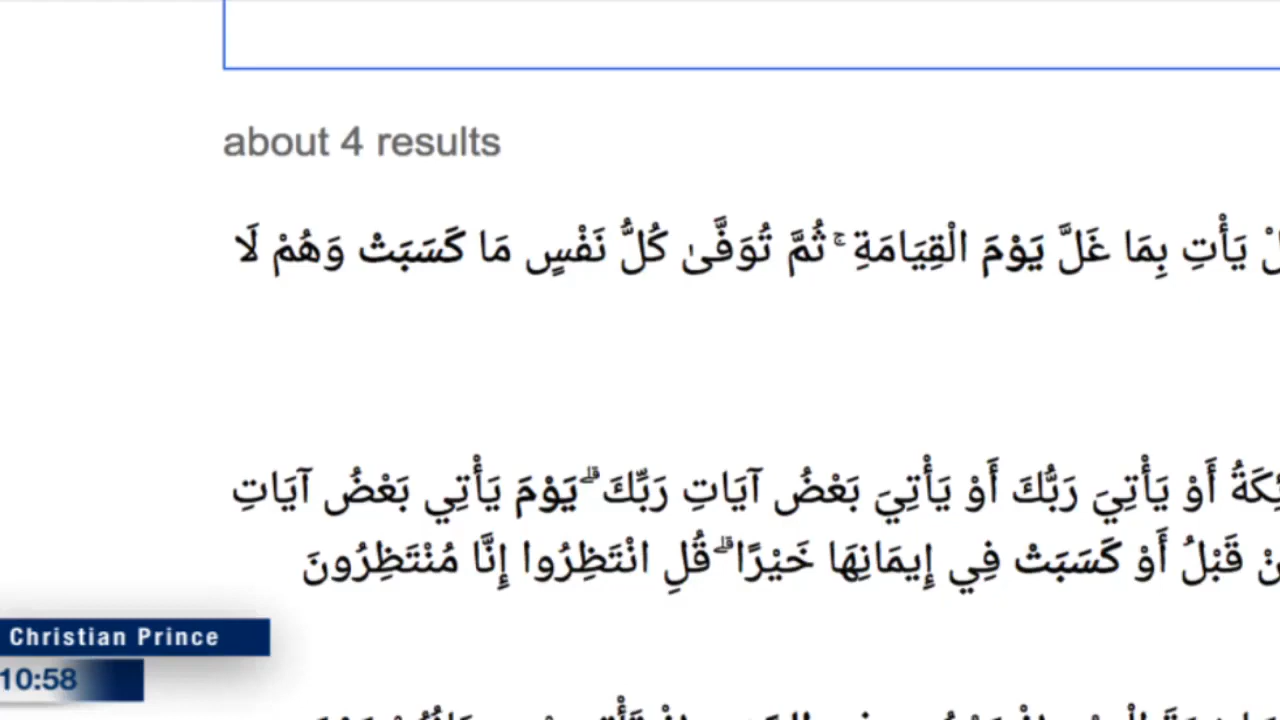 about 4 results
يَأْتِ بِمَا غَلَّ يَوْمَ الْقِيَامَةِ ۚ ثُمَّ تُوَفَّىٰ كُلُّ نَفْسٍ مَا كَسَبَتْ وَهُمْ لَا
أَوْ يَأْتِيَ رَبُّكَ أَوْ يَأْتِيَ بَعْضُ آيَاتِ رَبِّكَ ۗ يَوْمَ يَأْتِي بَعْضُ آيَاتِ
قَبْلُ أَوْ كَسَبَتْ فِي إِيمَانِهَا خَيْرًا ۗ قُلِ انْتَظِرُوا إِنَّا مُنْتَظِرُونَ
Christian Prince
10:58